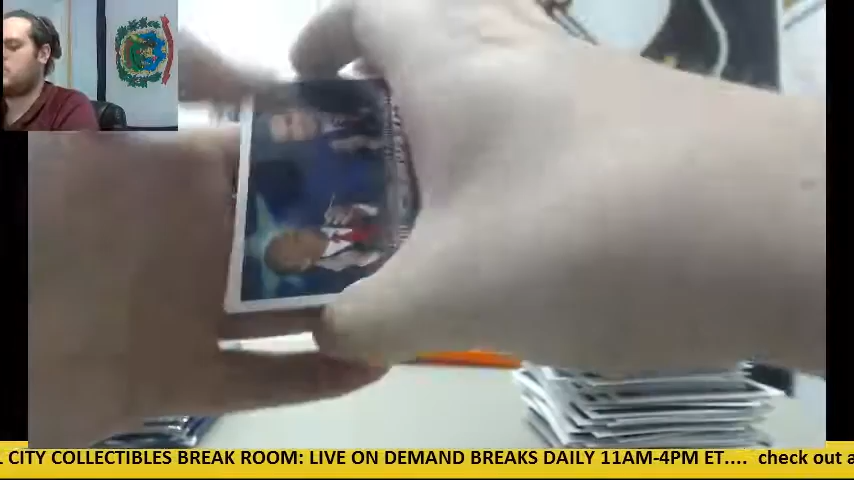 L CITY COLLECTIBLES BREAK ROOM: LIVE ON DEMAND BREAKS DAILY 11AM-4PM ET.... check out a